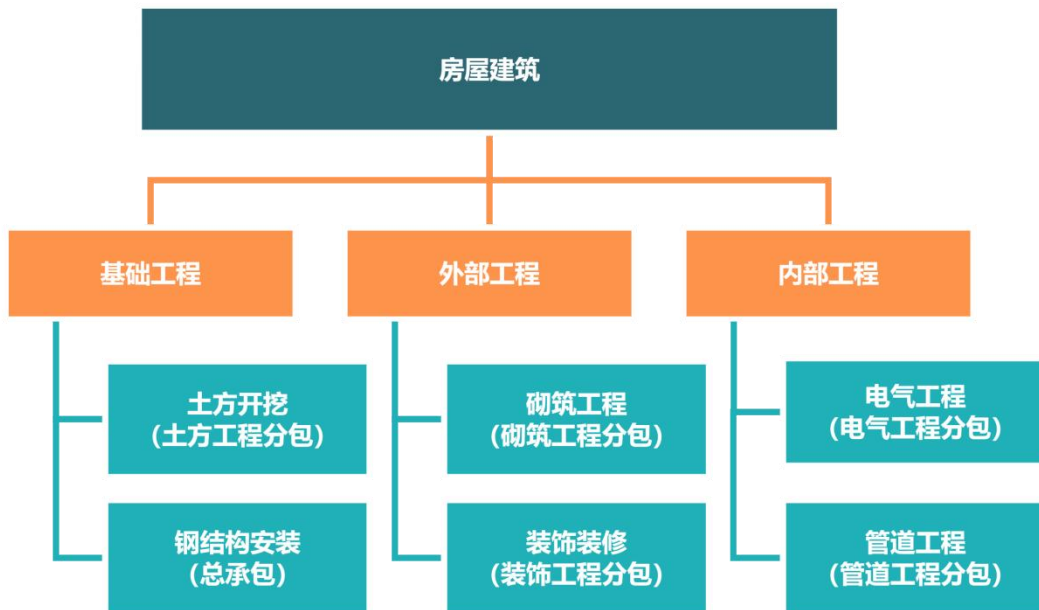 房屋建筑
基础工程
外部工程
内部工程
土方开挖
(土方工程分包)
砌筑工程
(砌筑工程分包)
电气工程
(电气工程分包)
钢结构安装
(总承包)
装饰装修
(装饰工程分包)
管道工程
(管道工程分包)